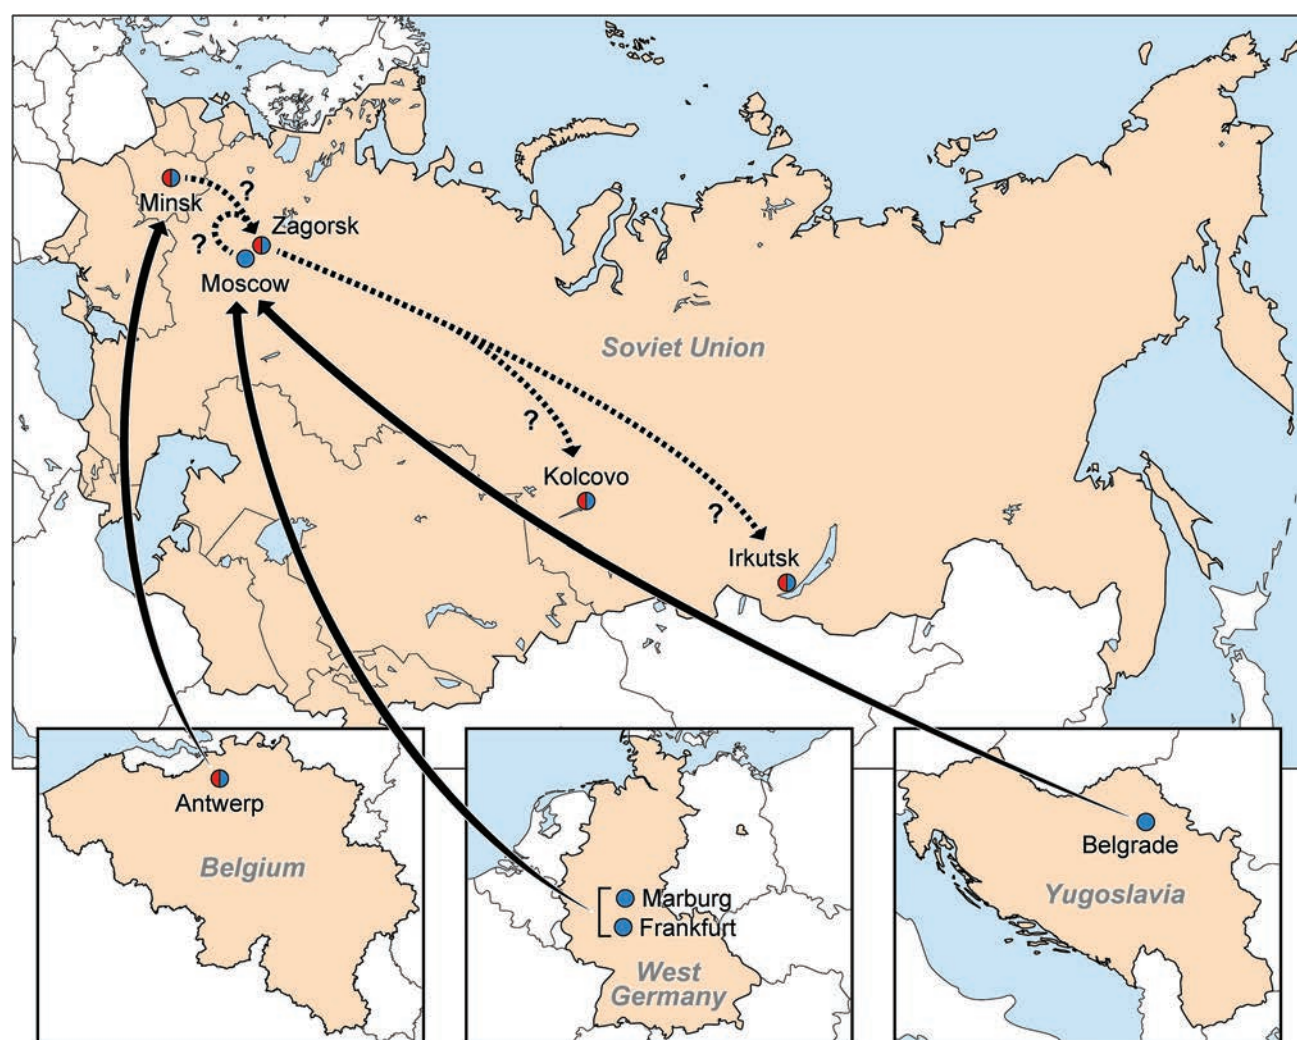 Minsk
?
Zagorsk
?
Moscow
Soviet Union
?
Kolcovo
?
Irkutsk
Antwerp
Belgium
Marburg
Frankfurt
West
Germany
Belgrade
Yugoslavia